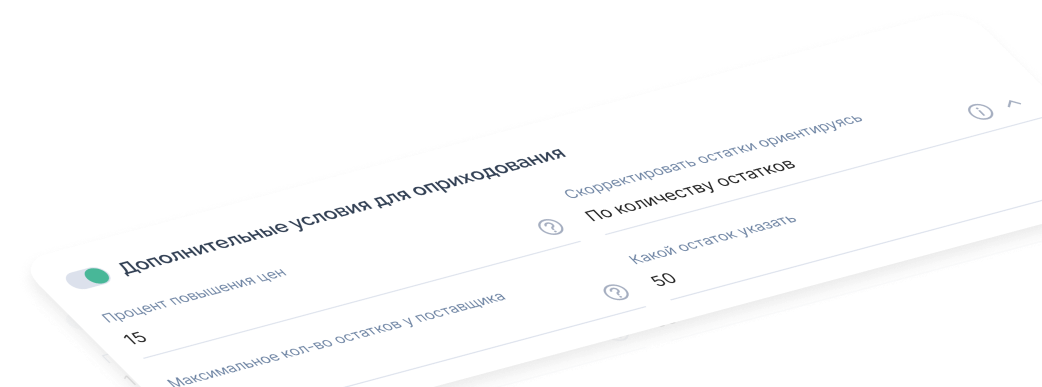 Дополнительные условия для оприходования
Процент повышения цен
15
Скорректировать остатки ориентируясь
По количеству остатков
Максимальное кол-во остатков у поставщика
Какой остаток указать
50